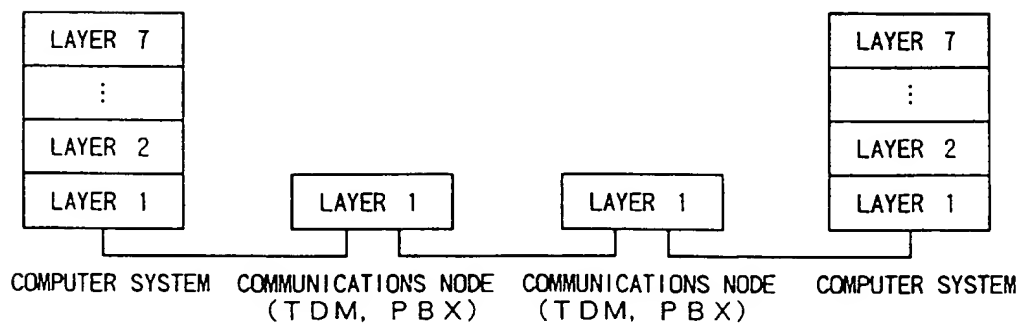 LAYER 7
⋮
LAYER 2
LAYER 1
LAYER 1
LAYER 1
LAYER 7
⋮
LAYER 2
LAYER 1
COMPUTER SYSTEM
COMMUNICATIONS NODE
(TDM, PBX)
COMMUNICATIONS NODE
(TDM, PBX)
COMPUTER SYSTEM